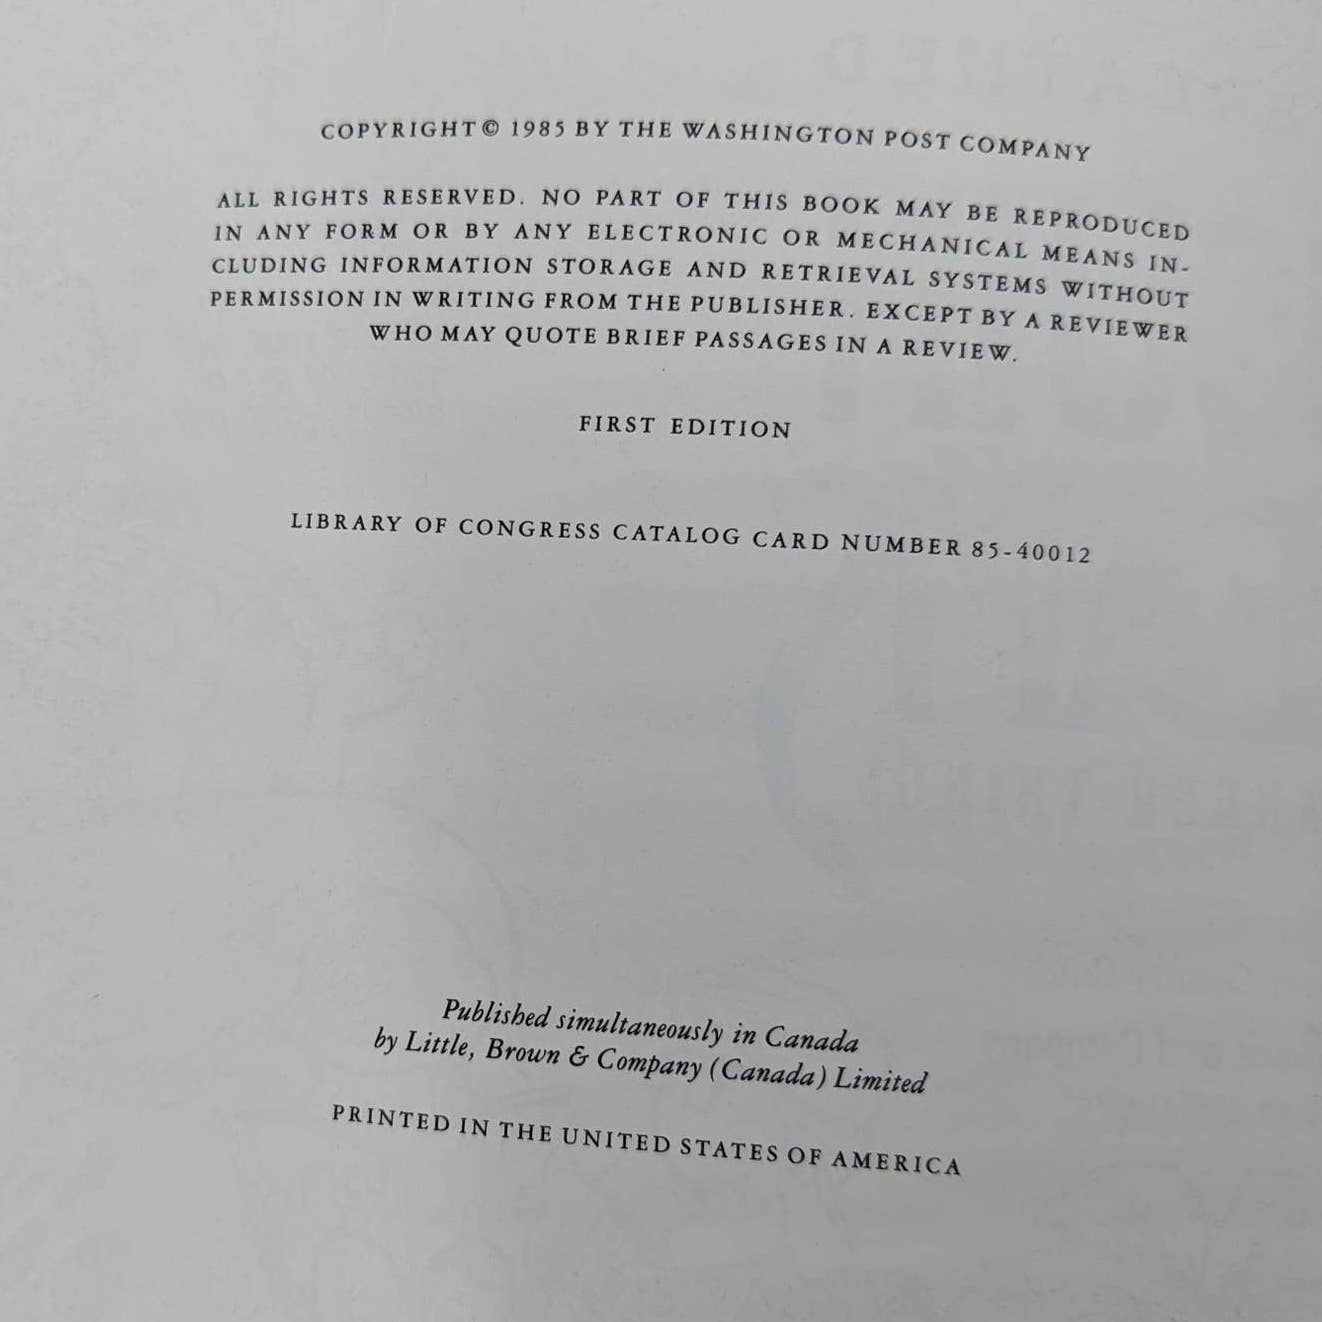 COPYRIGHT © 1985 BY THE WASHINGTON POST COMPANY
ALL RIGHTS RESERVED. NO PART OF THIS BOOK MAY BE REPRODUCED
IN ANY FORM OR BY ANY ELECTRONIC OR MECHANICAL MEANS IN-
CLUDING INFORMATION STORAGE AND RETRIEVAL SYSTEMS WITHOUT
PERMISSION IN WRITING FROM THE PUBLISHER. EXCEPT BY A REVIEWER
WHO MAY QUOTE BRIEF PASSAGES IN A REVIEW.
FIRST EDITION
LIBRARY OF CONGRESS CATALOG CARD NUMBER 85-40012
Published simultaneously in Canada
by Little, Brown & Company (Canada) Limited
PRINTED IN THE UNITED STATES OF AMERICA